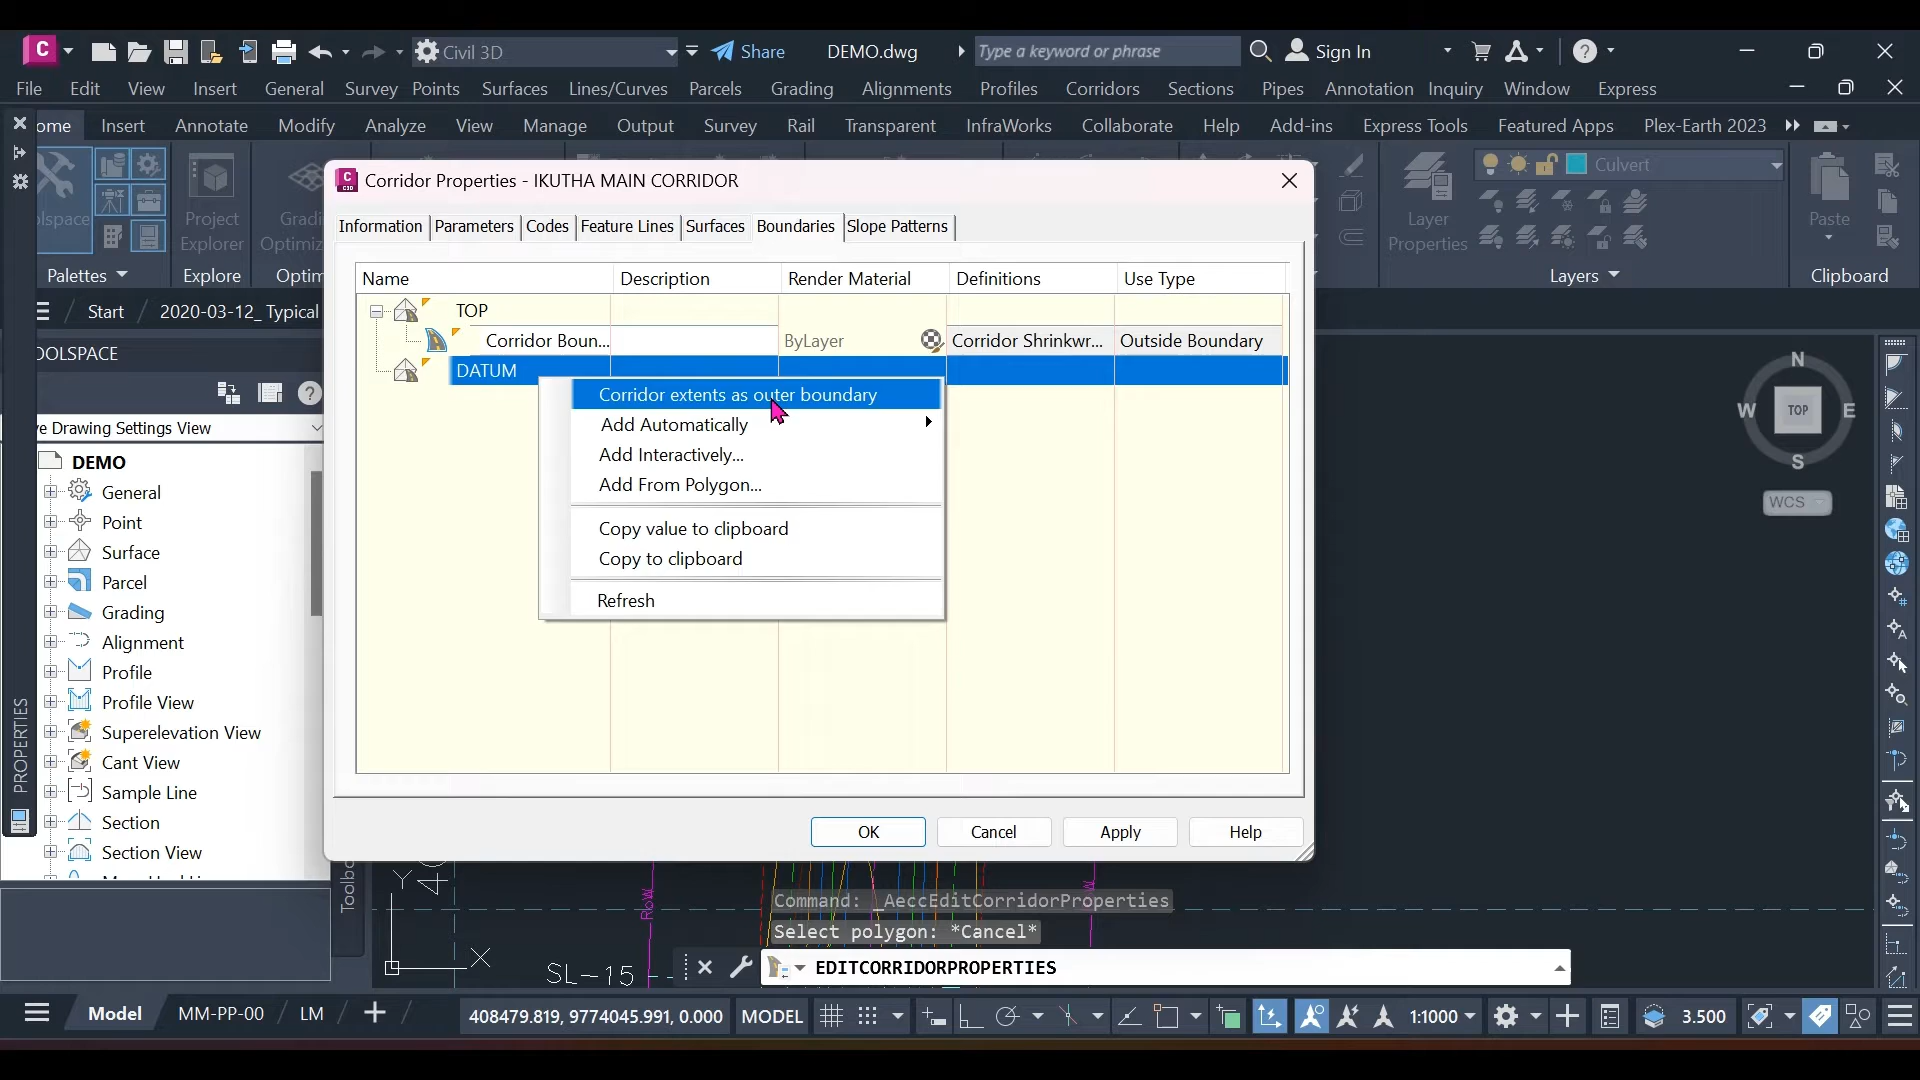 C Civil 3D Share DEMO.dwg Type a keyword or phrase Sign In
File Edit View Insert General Survey Points Surfaces Lines/Curves Parcels Grading Alignments Profiles Corridors Sections Pipes Annotation Inquiry Window Express
ome Insert Annotate Modify Analyze View Manage Output Survey Rail Transparent InfraWorks Collaborate Help Add-ins Express Tools Featured Apps Plex-Earth 2023
Culvert
Project
Explorer
Gradi
Optimiz
Layer
Properties
Paste
Palettes Explore Optim Layers Clipboard
Start 2020-03-12_ Typical
Corridor Properties - IKUTHA MAIN CORRIDOR
Information Parameters Codes Feature Lines Surfaces Boundaries Slope Patterns
Name Description Render Material Definitions Use Type
TOP
Corridor Boun... ByLayer Corridor Shrinkwr... Outside Boundary
DATUM
Corridor extents as outer boundary
Add Automatically
Add Interactively...
Add From Polygon...
Copy value to clipboard
Copy to clipboard
Refresh
OK Cancel Apply Help
OOLSPACE
ve Drawing Settings View
DEMO
General
Point
Surface
Parcel
Grading
Alignment
Profile
Profile View
Superelevation View
Cant View
Sample Line
Section
Section View
PROPERTIES
Toolbo
N
W TOP E
S
WCS
Y
X
RoW
SL-15
Command: _AeccEditCorridorProperties
Select polygon: *Cancel*
EDITCORRIDORPROPERTIES
Model MM-PP-00 LM 408479.819, 9774045.991, 0.000 MODEL 1:1000 3.500